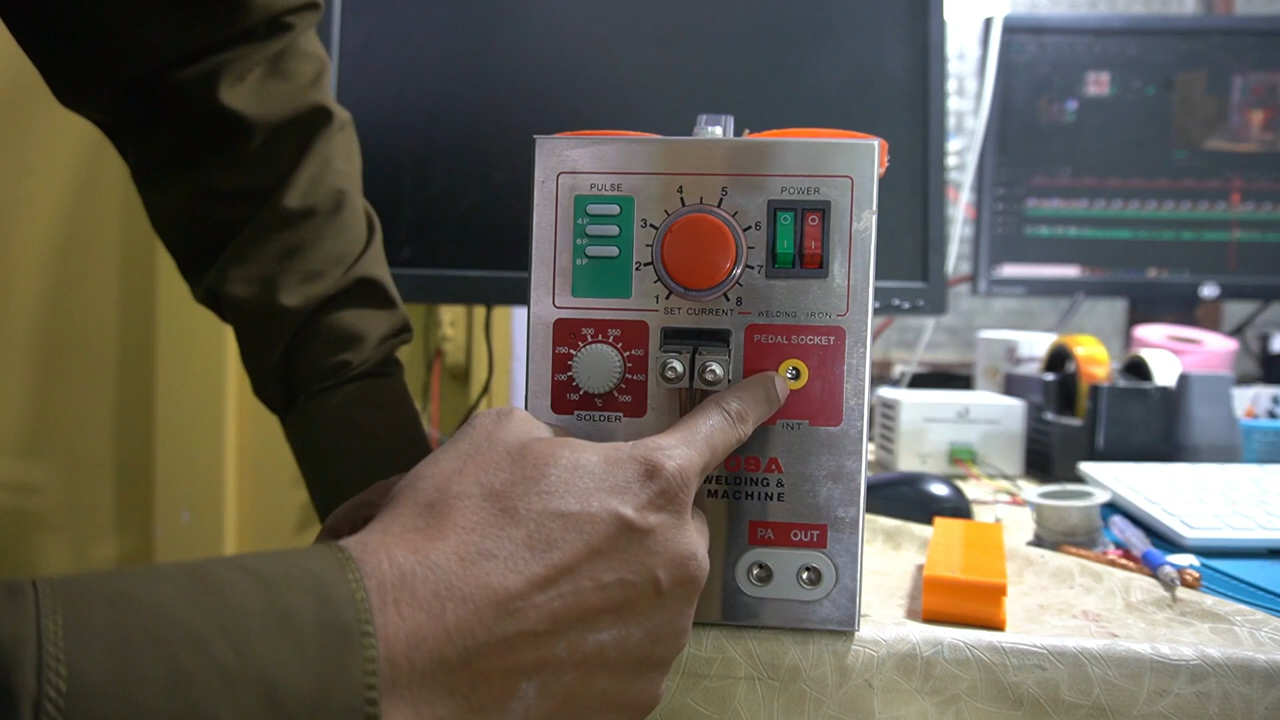 PULSE
4P
6P
8P
1 2 3 4 5 6 7 8
SET CURRENT
POWER
WELDING IRON
150 200 250 300 350 400 450 500
°C
SOLDER
PEDAL SOCKET
INT
09A
WELDING &
MACHINE
PA OUT